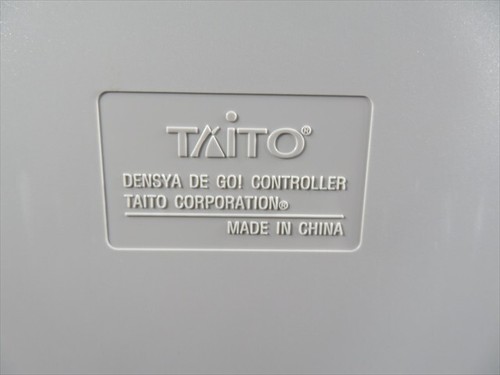 TAITO®
DENSYA DE GO! CONTROLLER
TAITO CORPORATION®
MADE IN CHINA